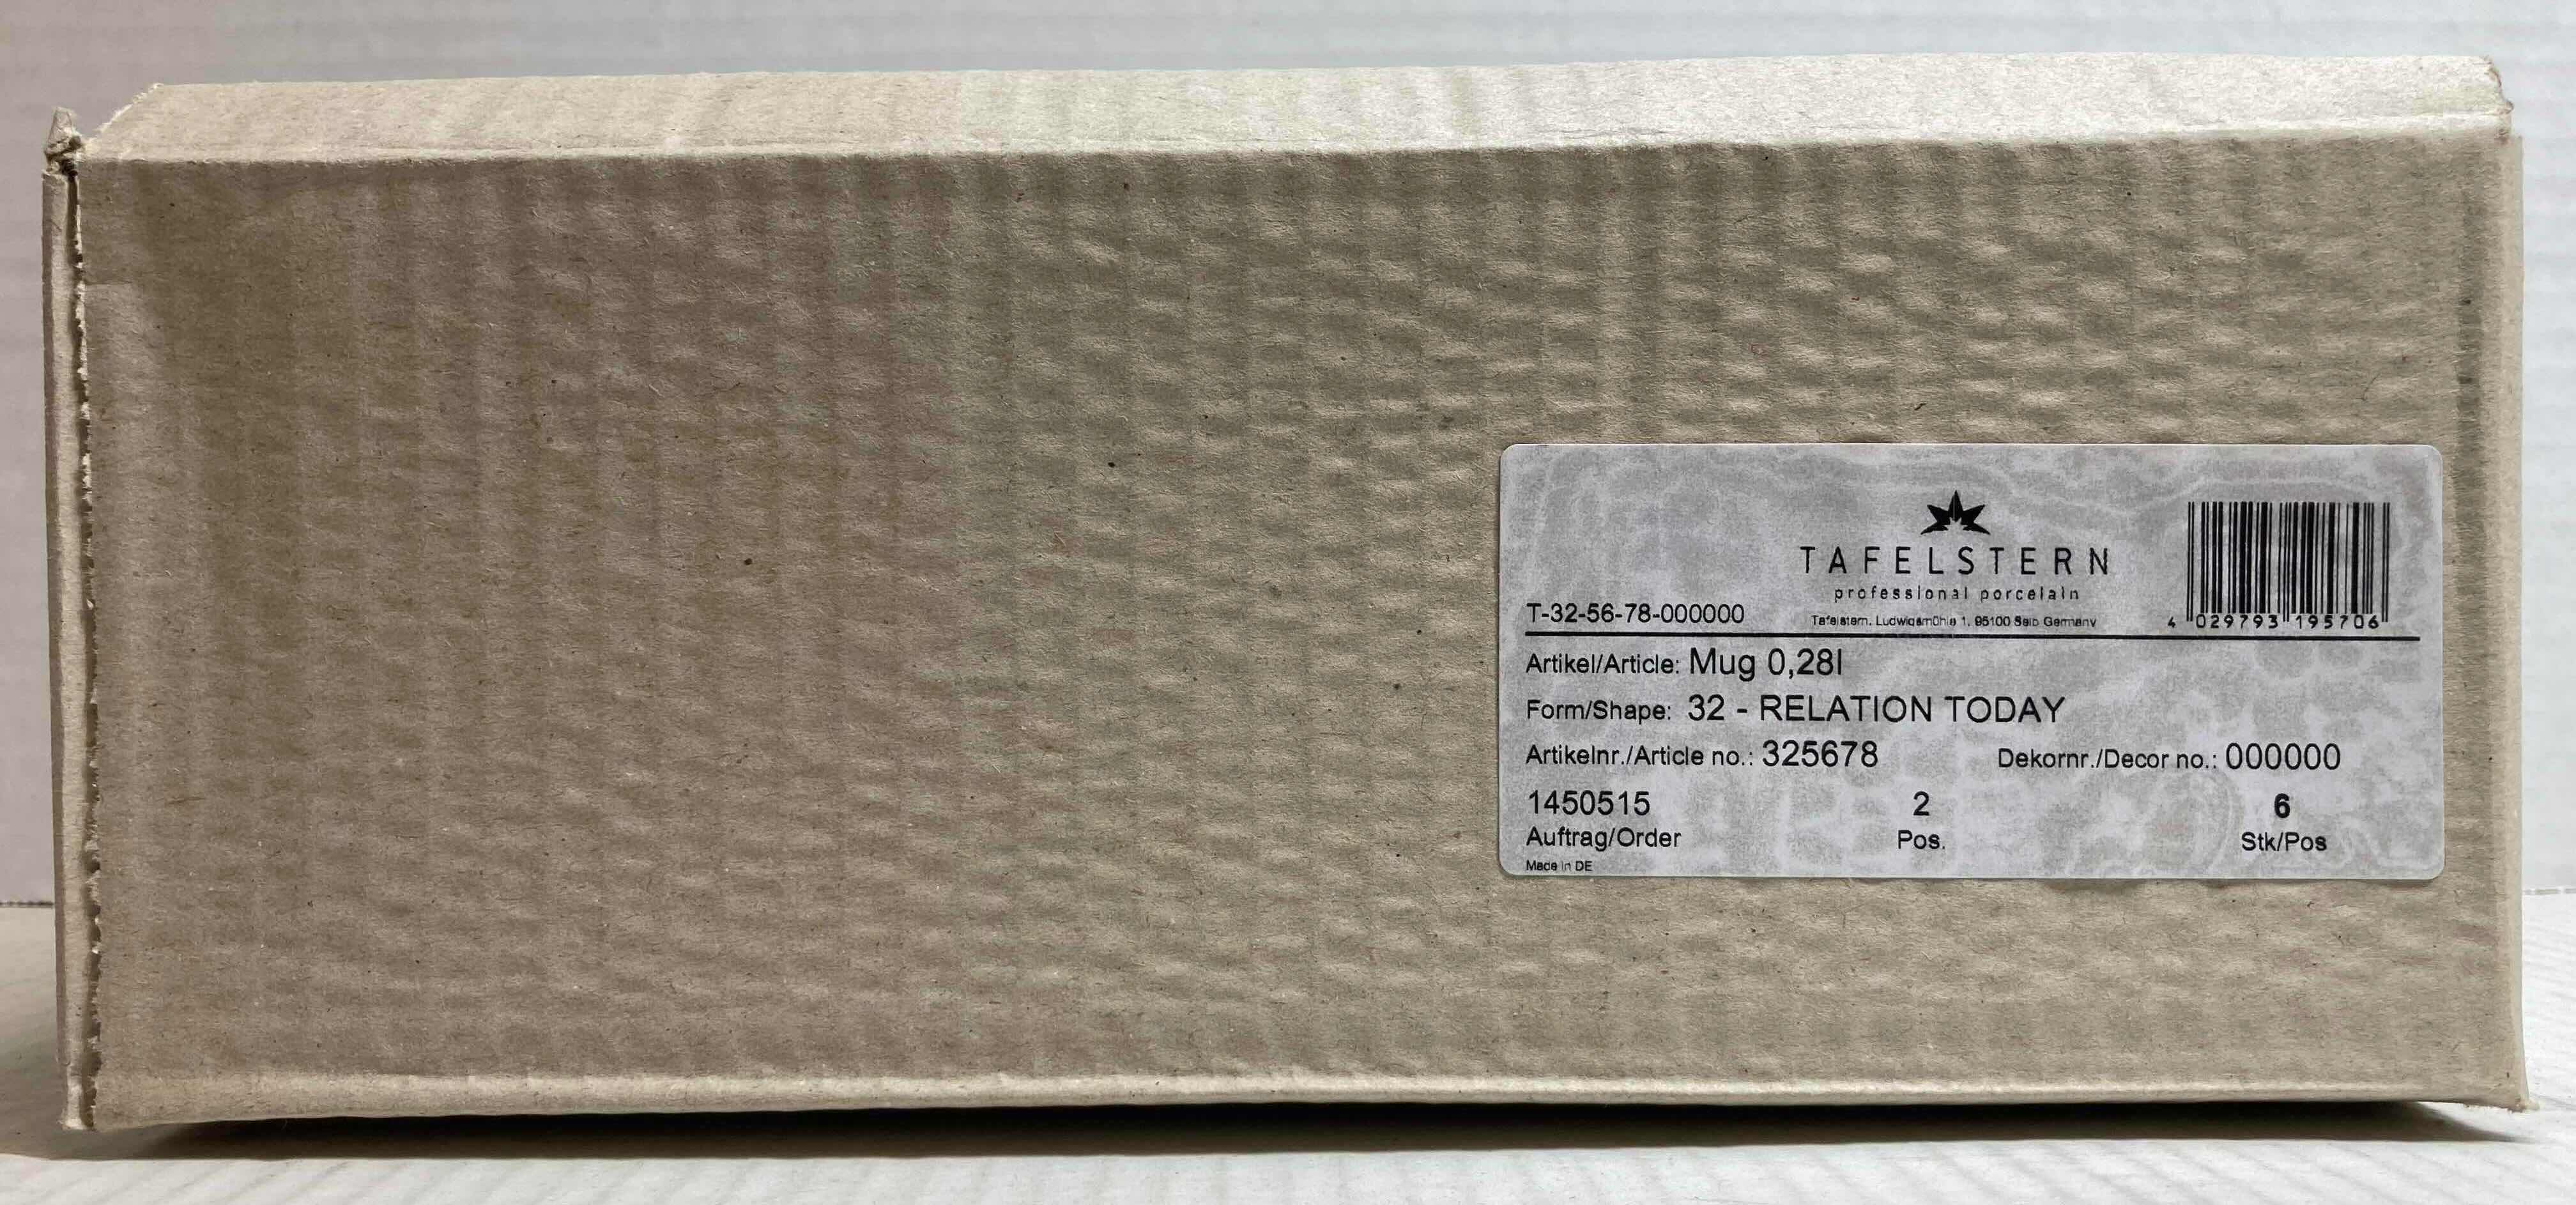 TAFELSTERN
professional porcelain
T-32-56-78-000000
Tafelstern, Ludwigsmühle 1, 95100 Selb Germany
4 029793 195706
Artikel/Article: Mug 0,28l
Form/Shape: 32 - RELATION TODAY
Artikelnr./Article no.: 325678 Dekornr./Decor no.: 000000
1450515 2 6
Auftrag/Order Pos. Stk/Pos
Made in DE